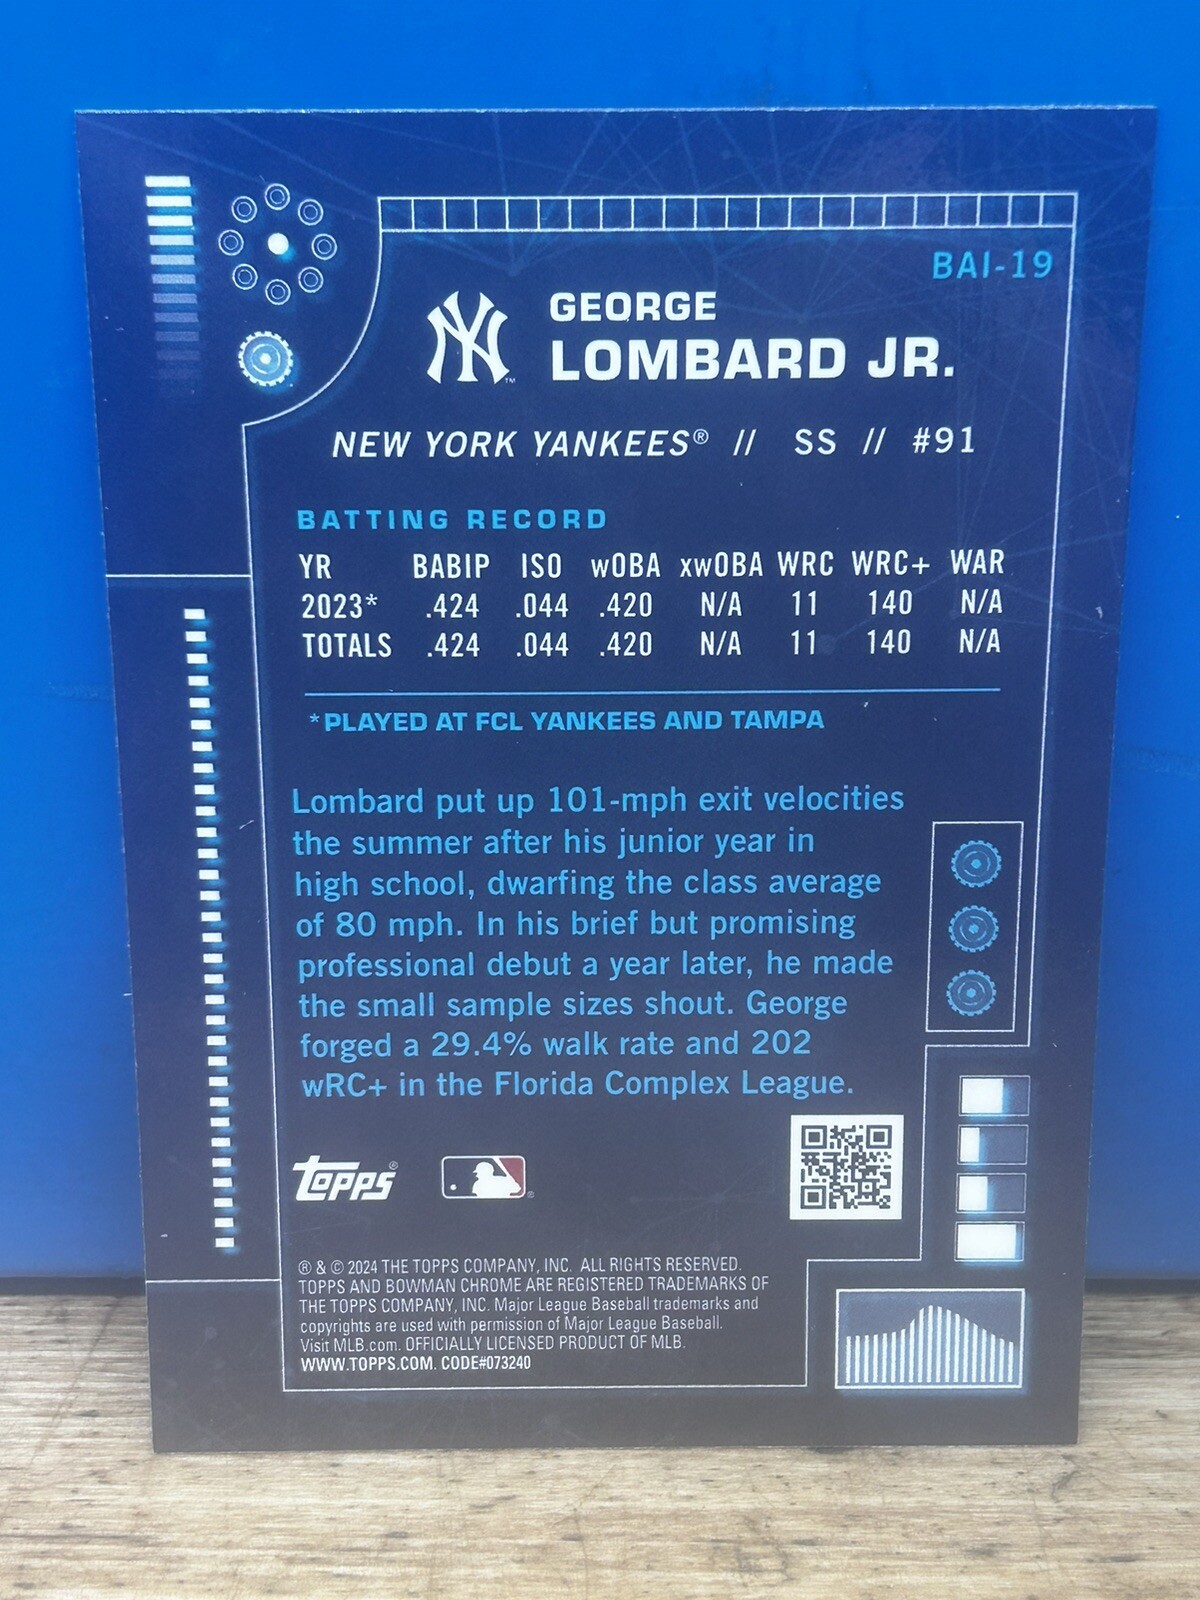 BAI-19
GEORGE
LOMBARD JR.
NEW YORK YANKEES® // SS // #91
BATTING RECORD
YR BABIP ISO wOBA xwOBA WRC WRC+ WAR
2023* .424 .044 .420 N/A 11 140 N/A
TOTALS .424 .044 .420 N/A 11 140 N/A
*PLAYED AT FCL YANKEES AND TAMPA
Lombard put up 101-mph exit velocities
the summer after his junior year in
high school, dwarfing the class average
of 80 mph. In his brief but promising
professional debut a year later, he made
the small sample sizes shout. George
forged a 29.4% walk rate and 202
wRC+ in the Florida Complex League.
topps®
® & © 2024 THE TOPPS COMPANY, INC. ALL RIGHTS RESERVED.
TOPPS AND BOWMAN CHROME ARE REGISTERED TRADEMARKS OF
THE TOPPS COMPANY, INC. Major League Baseball trademarks and
copyrights are used with permission of Major League Baseball.
Visit MLB.com. OFFICIALLY LICENSED PRODUCT OF MLB.
WWW.TOPPS.COM. CODE#073240